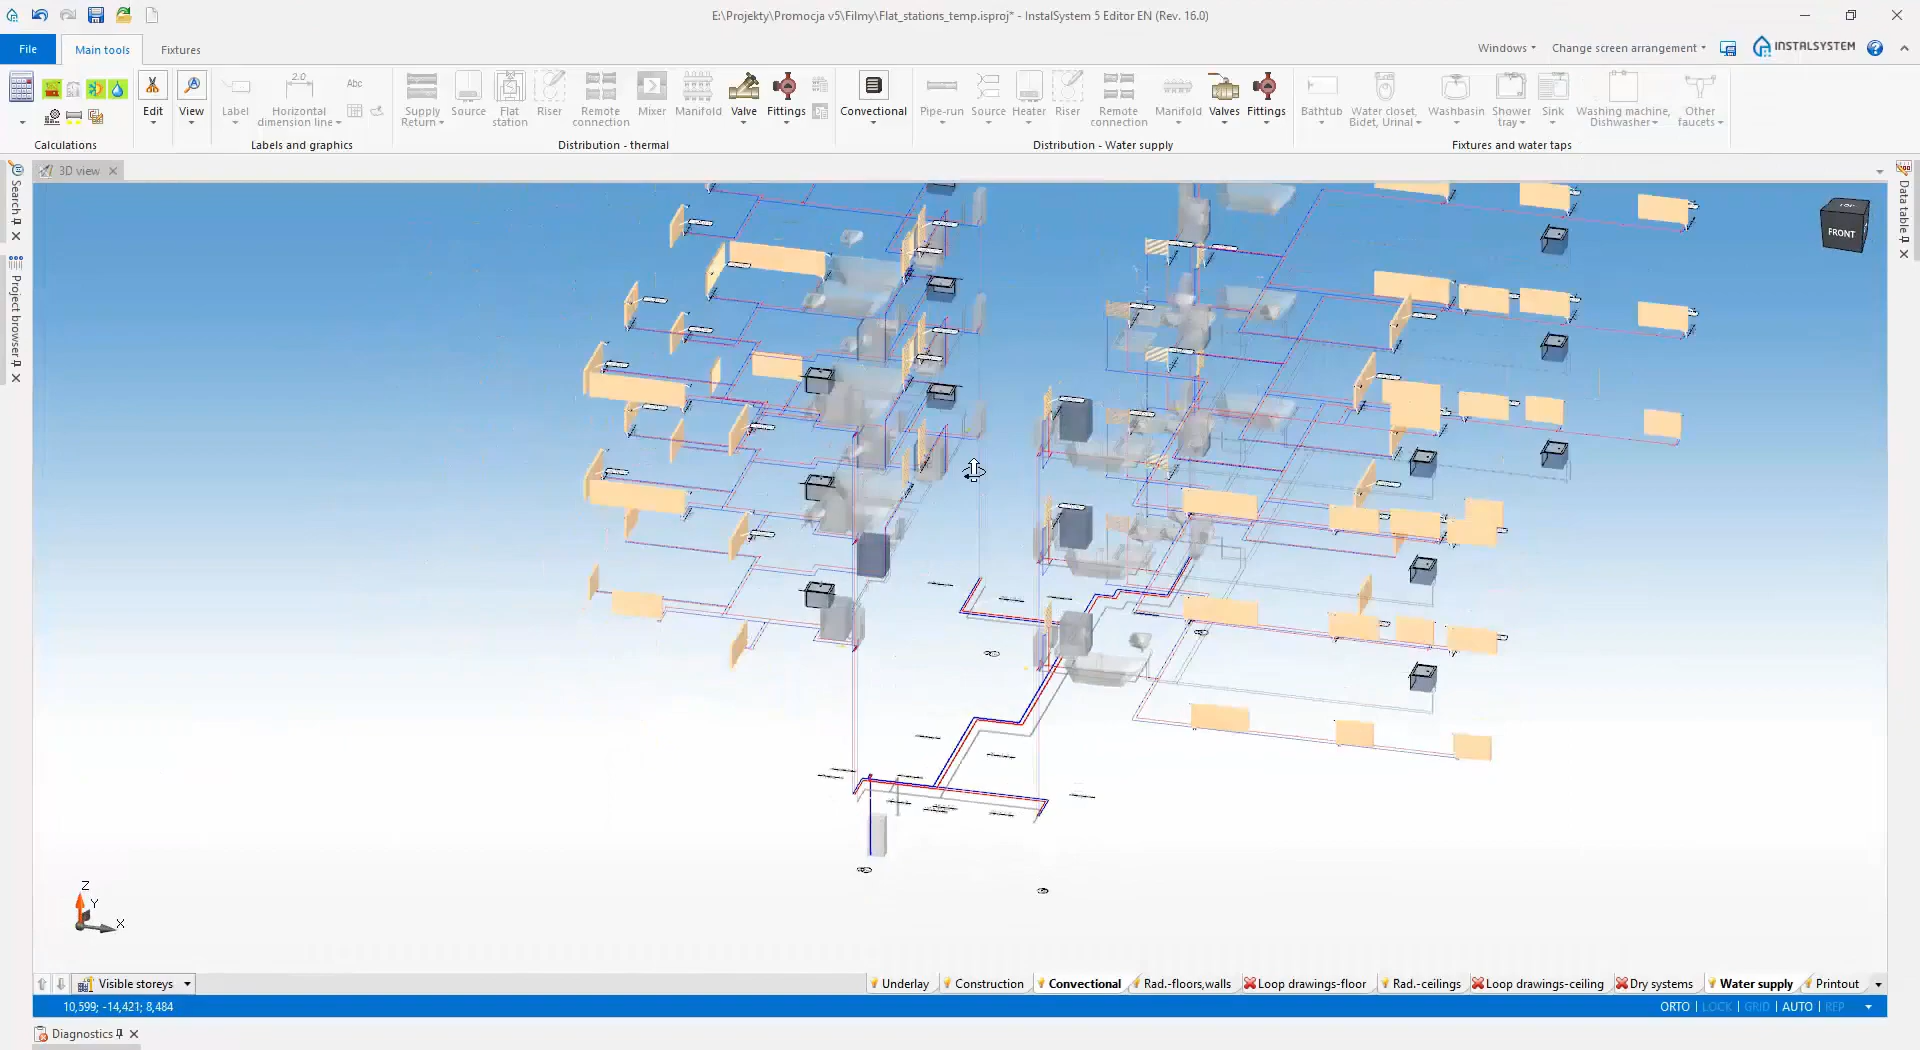 E:\Projekty\Promocja v5\Filmy\Flat_stations_temp.isproj* - InstalSystem 5 Editor EN (Rev. 16.0)
File
Main tools
Fixtures
Windows
Change screen arrangement
INSTALSYSTEM
Edit
View
Label
2.0
Horizontal dimension line
Abc
Supply Return
Source
Flat station
Riser
Remote connection
Mixer
Manifold
Valve
Fittings
Convectional
Pipe-run
Source
Heater
Riser
Remote connection
Manifold
Valves
Fittings
Bathtub
Water closet, Bidet, Urinal
Washbasin
Shower tray
Sink
Washing machine, Dishwasher
Other faucets
Calculations
Labels and graphics
Distribution - thermal
Distribution - Water supply
Fixtures and water taps
3D view
Search
Project browser
Data table
TOP
FRONT
Z
Y
X
Visible storeys
Underlay
Construction
Convectional
Rad.-floors,walls
Loop drawings-floor
Rad.-ceilings
Loop drawings-ceiling
Dry systems
Water supply
Printout
10,599; -14,421; 8,484
ORTO
LOCK
GRID
AUTO
REP
Diagnostics